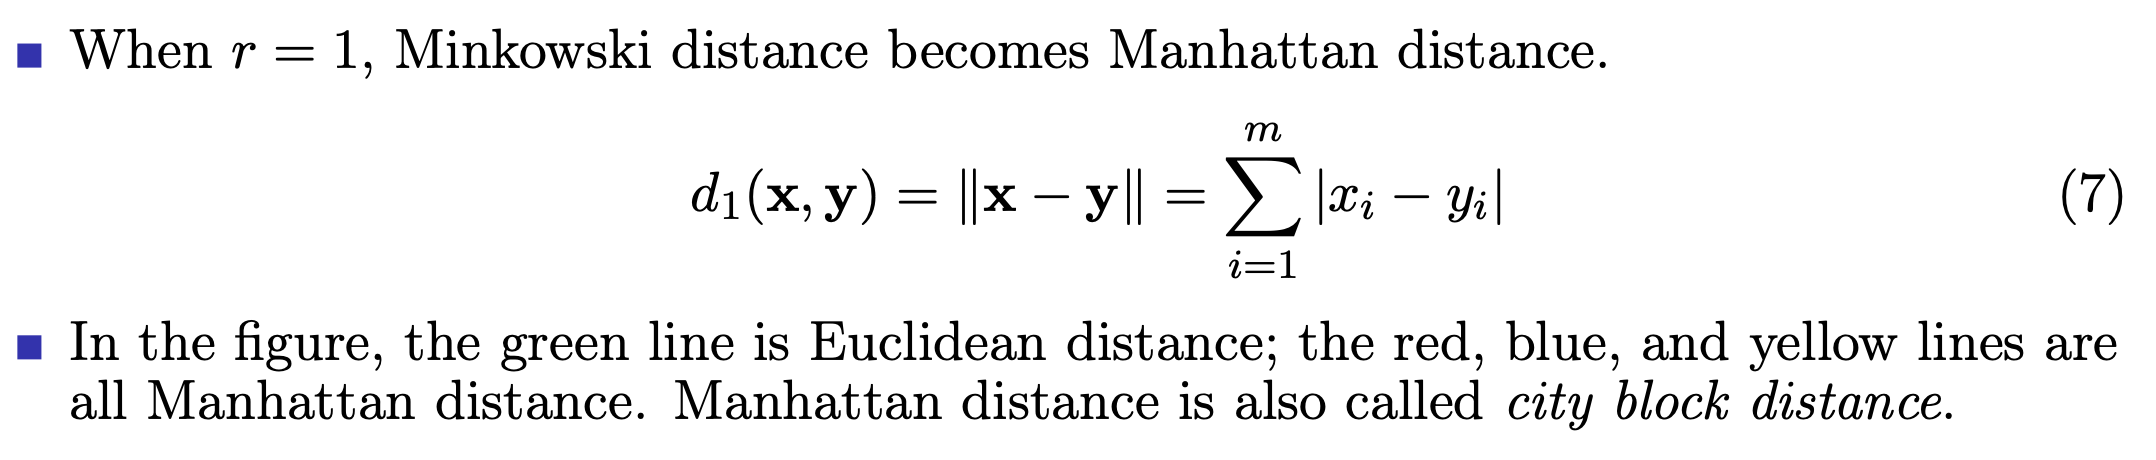 ■ When r = 1, Minkowski distance becomes Manhattan distance.
d₁(𝐱, 𝐲) = ‖𝐱 − 𝐲‖ = ∑_{i=1}^{m} |xᵢ − yᵢ| (7)
■ In the figure, the green line is Euclidean distance; the red, blue, and yellow lines are
all Manhattan distance. Manhattan distance is also called city block distance.